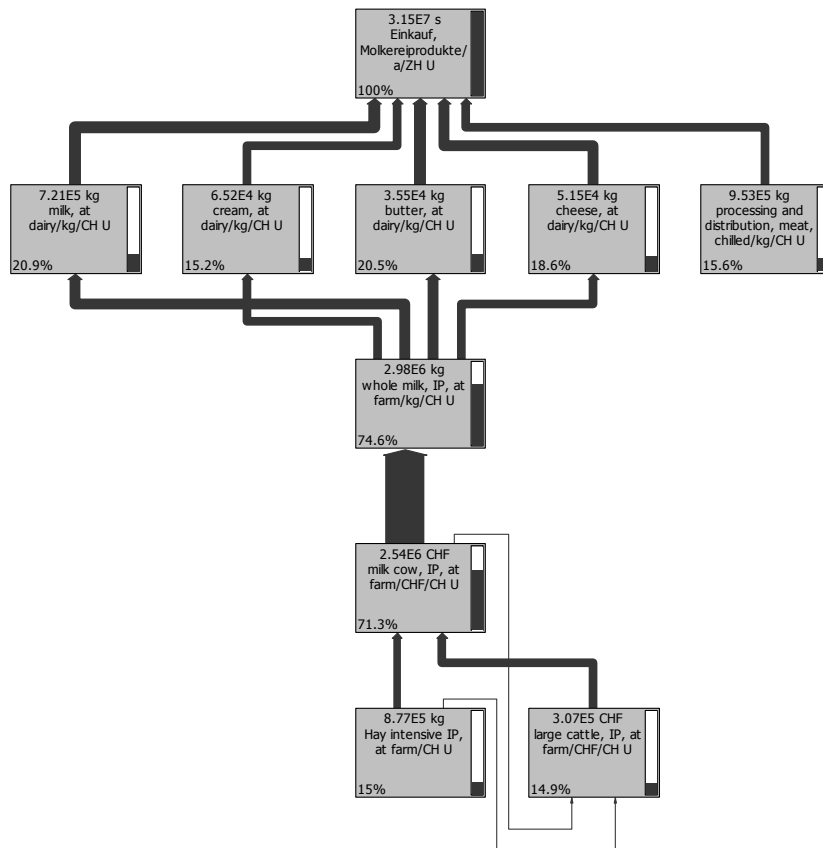 3.15E7 s
Einkauf,
Molkereiprodukte/
a/ZH U
100%
7.21E5 kg
milk, at
dairy/kg/CH U
20.9%
6.52E4 kg
cream, at
dairy/kg/CH U
15.2%
3.55E4 kg
butter, at
dairy/kg/CH U
20.5%
5.15E4 kg
cheese, at
dairy/kg/CH U
18.6%
9.53E5 kg
processing and
distribution, meat,
chilled/kg/CH U
15.6%
2.98E6 kg
whole milk, IP, at
farm/kg/CH U
74.6%
2.54E6 CHF
milk cow, IP, at
farm/CHF/CH U
71.3%
8.77E5 kg
Hay intensive IP,
at farm/CH U
15%
3.07E5 CHF
large cattle, IP, at
farm/CHF/CH U
14.9%